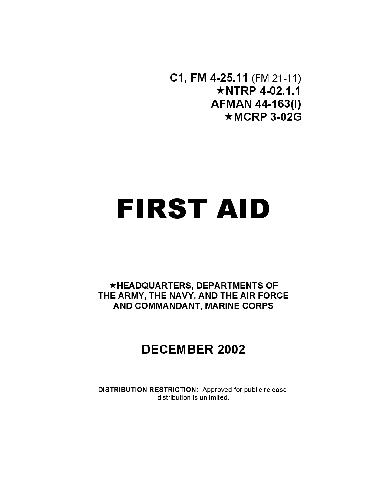 C1, FM 4-25.11 (FM 21-11)
★NTRP 4-02.1.1
AFMAN 44-163(I)
★MCRP 3-02G
FIRST AID
★HEADQUARTERS, DEPARTMENTS OF
THE ARMY, THE NAVY, AND THE AIR FORCE
AND COMMANDANT, MARINE CORPS
DECEMBER 2002
DISTRIBUTION RESTRICTION: Approved for public release
distribution is unlimited.